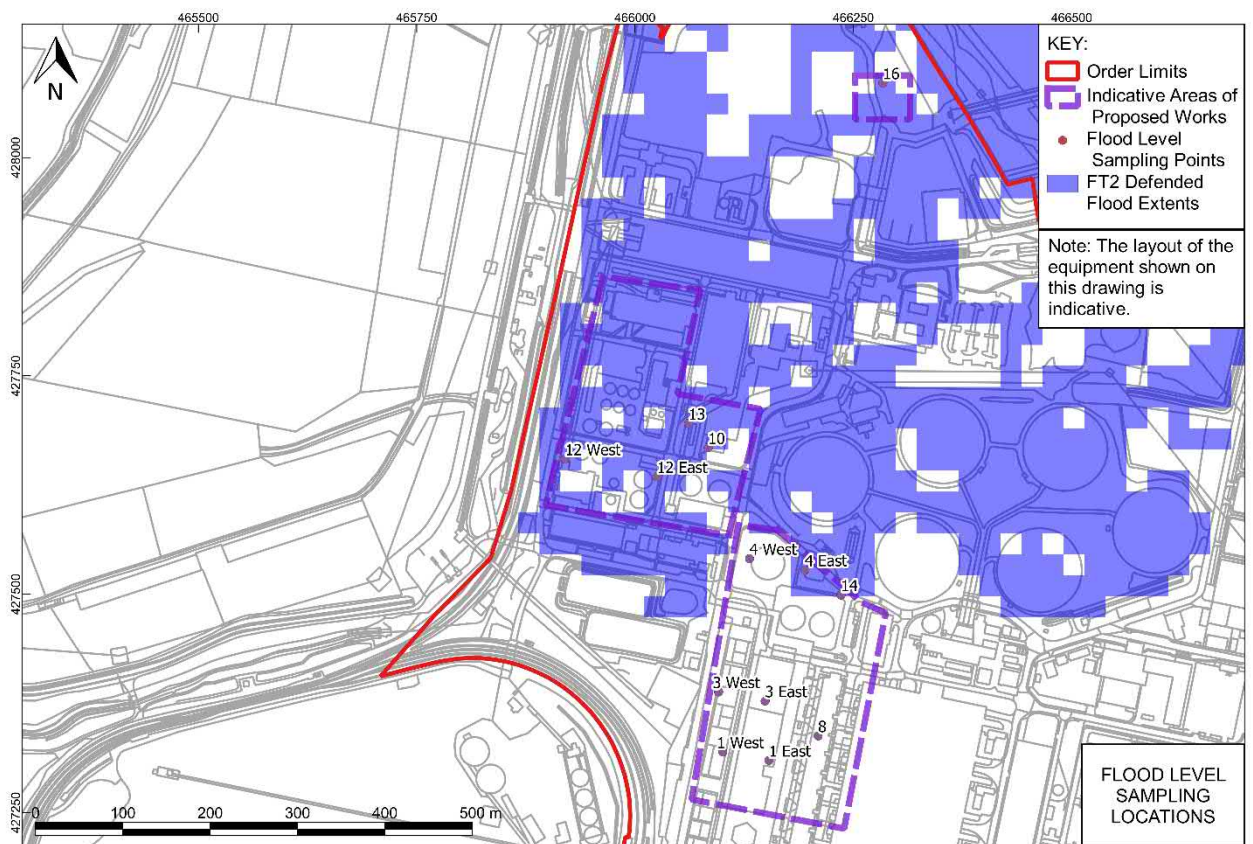 465500
465750
466000
466250
466500
428000
427750
427500
427250
N
KEY:
Order Limits
Indicative Areas of
Proposed Works
Flood Level
Sampling Points
FT2 Defended
Flood Extents
Note: The layout of the
equipment shown on
this drawing is
indicative.
16
13
10
12 West
12 East
4 West
4 East
14
3 West
3 East
8
1 West
1 East
0 100 200 300 400 500 m
FLOOD LEVEL
SAMPLING
LOCATIONS